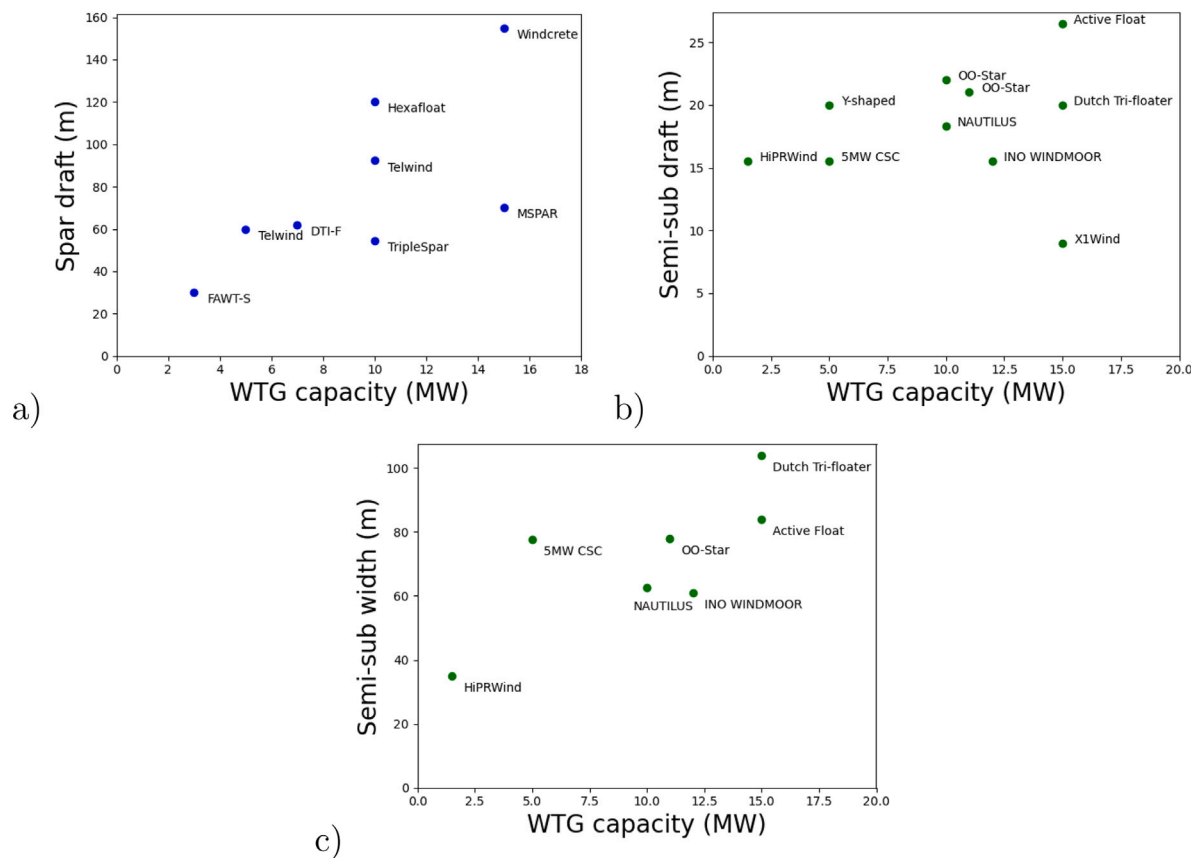 160
140
120
100
80
60
40
20
0
Spar draft (m)
Windcrete
Hexafloat
Telwind
MSPAR
Telwind
DTI-F
TripleSpar
FAWT-S
0 2 4 6 8 10 12 14 16 18
WTG capacity (MW)
a)
25
20
15
10
5
0
Semi-sub draft (m)
Active Float
OO-Star
OO-Star
Y-shaped
Dutch Tri-floater
NAUTILUS
HiPRWind
5MW CSC
INO WINDMOOR
X1Wind
0.0 2.5 5.0 7.5 10.0 12.5 15.0 17.5 20.0
WTG capacity (MW)
b)
100
80
60
40
20
0
Semi-sub width (m)
Dutch Tri-floater
Active Float
5MW CSC
OO-Star
NAUTILUS
INO WINDMOOR
HiPRWind
0.0 2.5 5.0 7.5 10.0 12.5 15.0 17.5 20.0
WTG capacity (MW)
c)